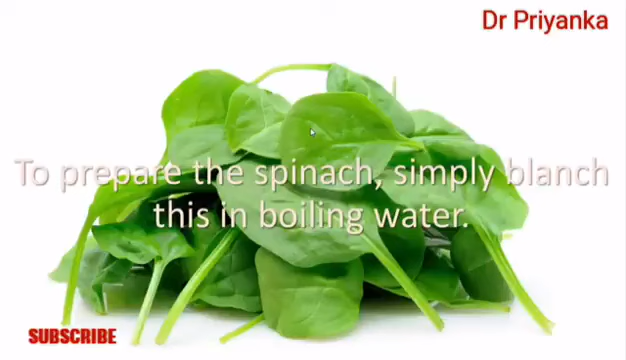 Dr Priyanka
To prepare the spinach, simply blanch
this in boiling water.
SUBSCRIBE